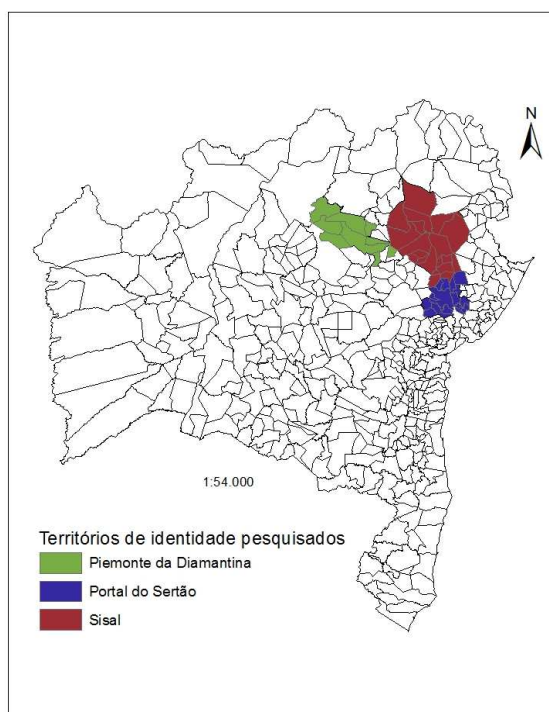 N
1:54.000
Territórios de identidade pesquisados
Piemonte da Diamantina
Portal do Sertão
Sisal